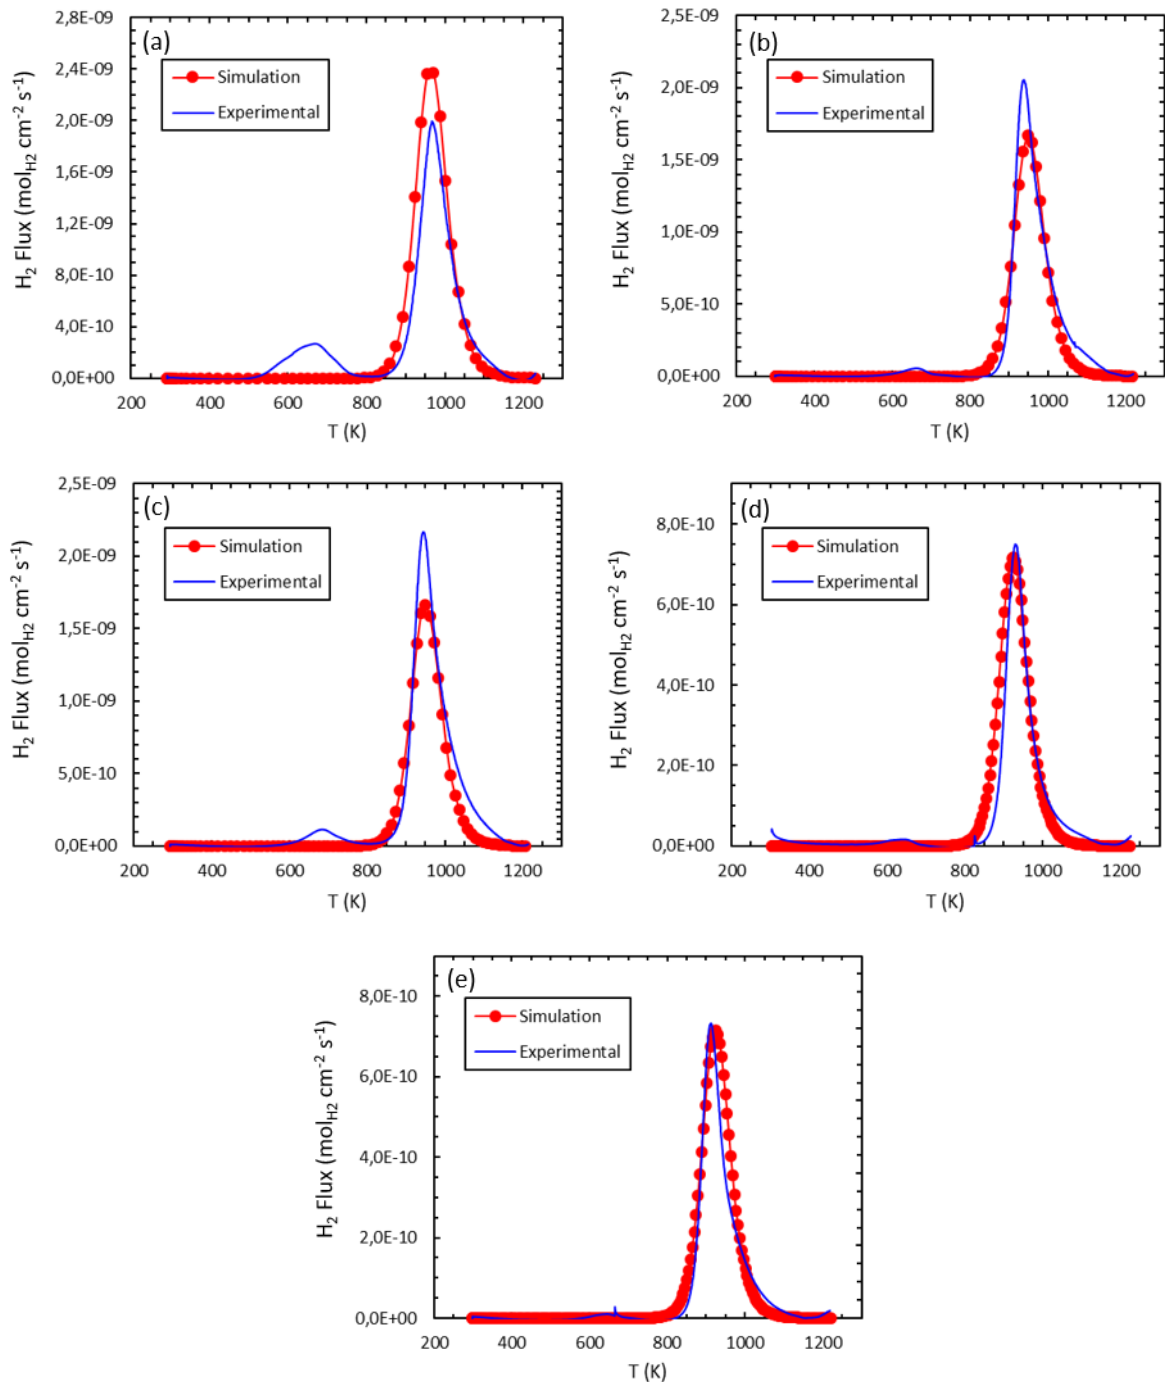 (a)
Simulation
Experimental
H2 Flux (molH2 cm-2 s-1)
2,8E-09
2,4E-09
2,0E-09
1,6E-09
1,2E-09
8,0E-10
4,0E-10
0,0E+00
200 400 600 800 1000 1200
T (K)
(b)
Simulation
Experimental
H2 Flux (molH2 cm-2 s-1)
2,5E-09
2,0E-09
1,5E-09
1,0E-09
5,0E-10
0,0E+00
200 400 600 800 1000 1200
T (K)
(c)
Simulation
Experimental
H2 Flux (molH2 cm-2 s-1)
2,5E-09
2,0E-09
1,5E-09
1,0E-09
5,0E-10
0,0E+00
200 400 600 800 1000 1200
T (K)
(d)
Simulation
Experimental
H2 Flux (molH2 cm-2 s-1)
8,0E-10
6,0E-10
4,0E-10
2,0E-10
0,0E+00
200 400 600 800 1000 1200
T (K)
(e)
Simulation
Experimental
H2 Flux (molH2 cm-2 s-1)
8,0E-10
6,0E-10
4,0E-10
2,0E-10
0,0E+00
200 400 600 800 1000 1200
T (K)